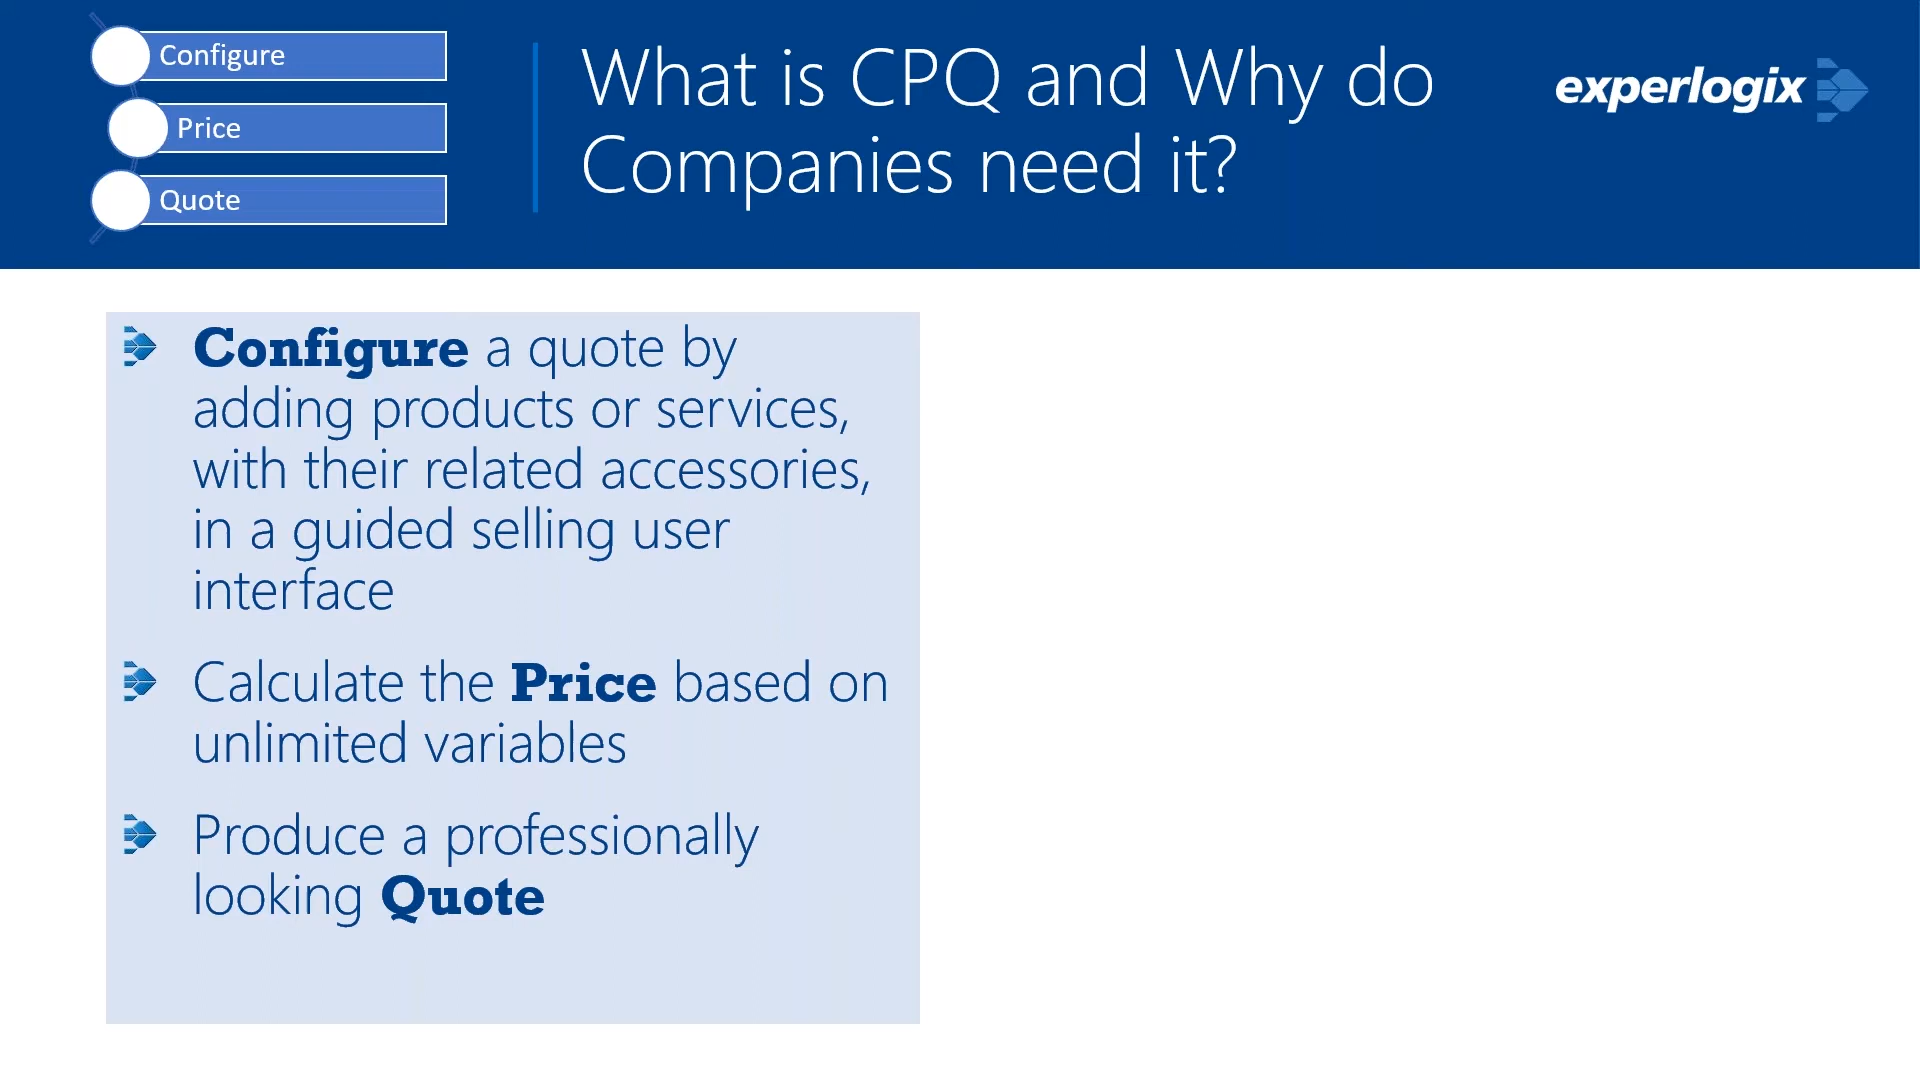 Configure
Price
Quote
What is CPQ and Why do
Companies need it?
experlogix
Configure a quote by
adding products or services,
with their related accessories,
in a guided selling user
interface
Calculate the Price based on
unlimited variables
Produce a professionally
looking Quote